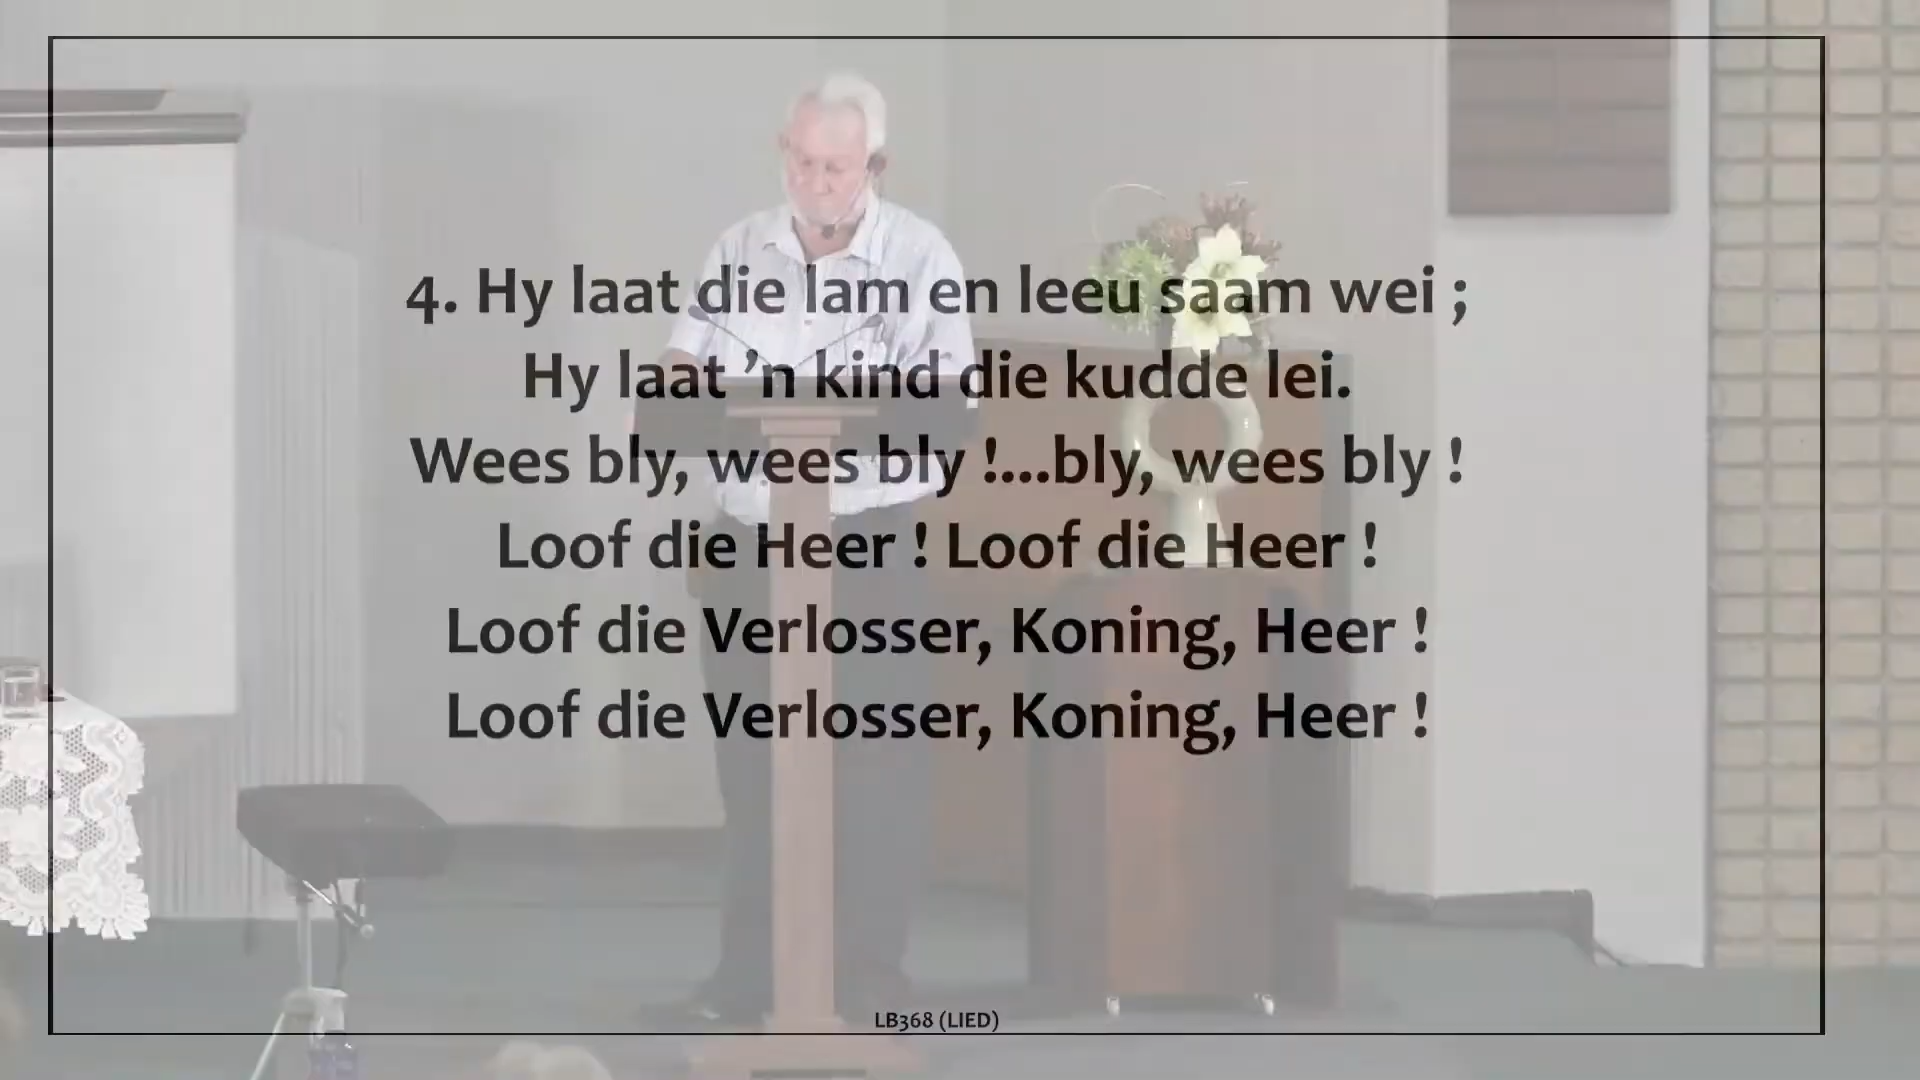 4. Hy laat die lam en leeu saam wei ;
Hy laat ’n kind die kudde lei.
Wees bly, wees bly !...bly, wees bly !
Loof die Heer ! Loof die Heer !
Loof die Verlosser, Koning, Heer !
Loof die Verlosser, Koning, Heer !
LB368 (LIED)